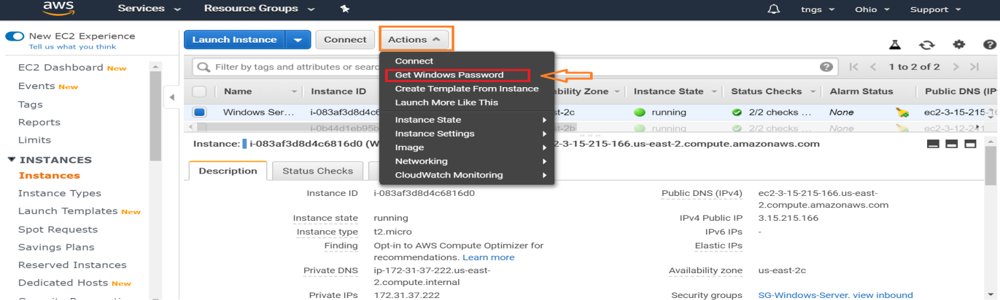 aws Services Resource Groups tngs Ohio Support
New EC2 Experience
Tell us what you think
EC2 Dashboard New
Events New
Tags
Reports
Limits
INSTANCES
Instances
Instance Types
Launch Templates New
Spot Requests
Savings Plans
Reserved Instances
Dedicated Hosts New
Launch Instance Connect Actions
Filter by tags and attributes or searc
1 to 2 of 2
Name Instance ID bility Zone Instance State Status Checks Alarm Status Public DNS (IP
Windows Ser... i-083af3d8d4c6 st-2c running 2/2 checks ... None ec2-3-15-215-16
i-0b44d1eb95b st-2b running 2/2 checks ... None ec2-3-12-241
Connect
Get Windows Password
Create Template From Instance
Launch More Like This
Instance State
Instance Settings
Image
Networking
CloudWatch Monitoring
Instance: i-083af3d8d4c6816d0 (W 2-3-15-215-166.us-east-2.compute.amazonaws.com
Description Status Checks
Instance ID i-083af3d8d4c6816d0
Instance state running
Instance type t2.micro
Finding Opt-in to AWS Compute Optimizer for
recommendations. Learn more
Private DNS ip-172-31-37-222.us-east-
2.compute.internal
Private IPs 172.31.37.222
Public DNS (IPv4) ec2-3-15-215-166.us-east-
2.compute.amazonaws.com
IPv4 Public IP 3.15.215.166
IPv6 IPs -
Elastic IPs
Availability zone us-east-2c
Security groups SG-Windows-Server. view inbound